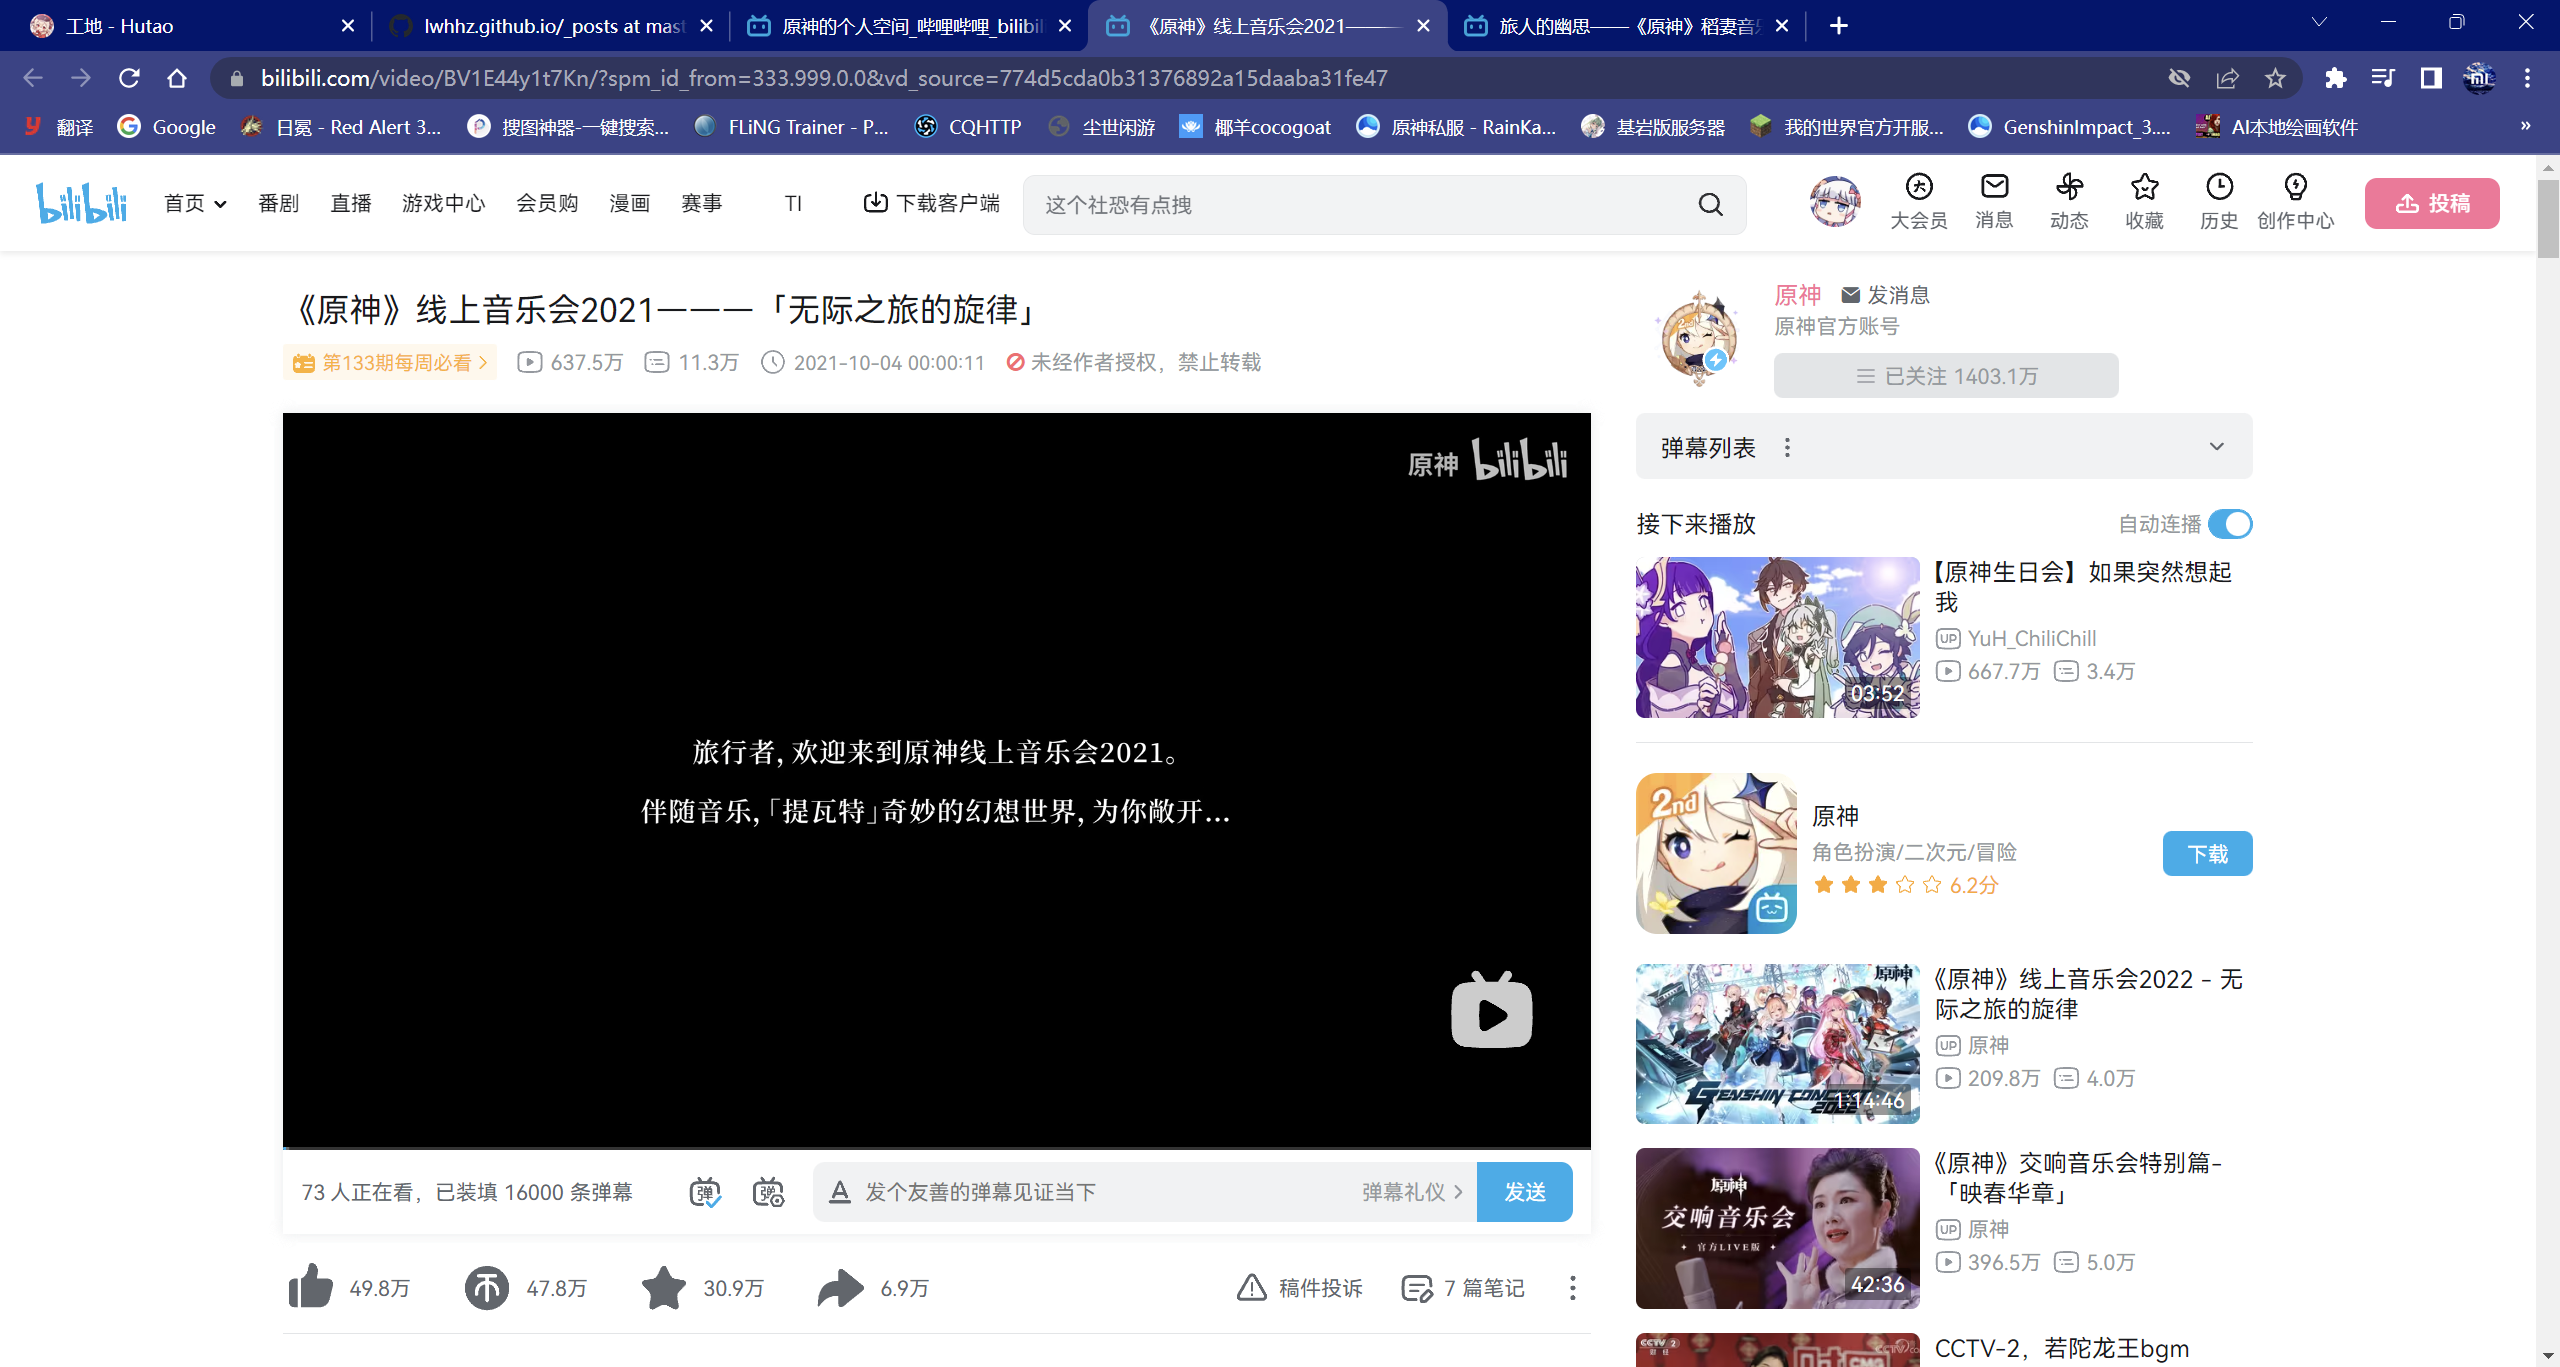 工地 - Hutao
lwhhz.github.io/_posts at mast
原神的个人空间_哔哩哔哩_bilibili
《原神》线上音乐会2021———
旅人的幽思——《原神》稻妻音乐
bilibili.com/video/BV1E44y1t7Kn/?spm_id_from=333.999.0.0&vd_source=774d5cda0b31376892a15daaba31fe47
翻译
Google
日冕 - Red Alert 3...
搜图神器-一键搜索...
FLiNG Trainer - P...
CQHTTP
尘世闲游
椰羊cocogoat
原神私服 - RainKa...
基岩版服务器
我的世界官方开服...
GenshinImpact_3....
AI本地绘画软件
»
bilibili
首页
番剧
直播
游戏中心
会员购
漫画
赛事
TI
下载客户端
这个社恐有点拽
大会员
消息
动态
收藏
历史
创作中心
投稿
《原神》线上音乐会2021———「无际之旅的旋律」
第133期每周必看 >
637.5万
11.3万
2021-10-04 00:00:11
未经作者授权，禁止转载
原神
发消息
原神官方账号
已关注 1403.1万
原神 bilibili
旅行者,欢迎来到原神线上音乐会2021。
伴随音乐,「提瓦特」奇妙的幻想世界,为你敞开...
73 人正在看，已装填 16000 条弹幕
弹
弹
A
发个友善的弹幕见证当下
弹幕礼仪 >
发送
49.8万
47.8万
30.9万
6.9万
稿件投诉
7 篇笔记
弹幕列表
接下来播放
自动连播
03:52
【原神生日会】如果突然想起
我
UP YuH_ChiliChill
667.7万
3.4万
2nd
原神
角色扮演/二次元/冒险
6.2分
下载
原神
GENSHIN CONCERT
2022
1:14:46
《原神》线上音乐会2022 - 无
际之旅的旋律
UP 原神
209.8万
4.0万
原神
交响音乐会
官方LIVE版
42:36
《原神》交响音乐会特别篇-
「映春华章」
UP 原神
396.5万
5.0万
CCTV 2
CCTV-2，若陀龙王bgm